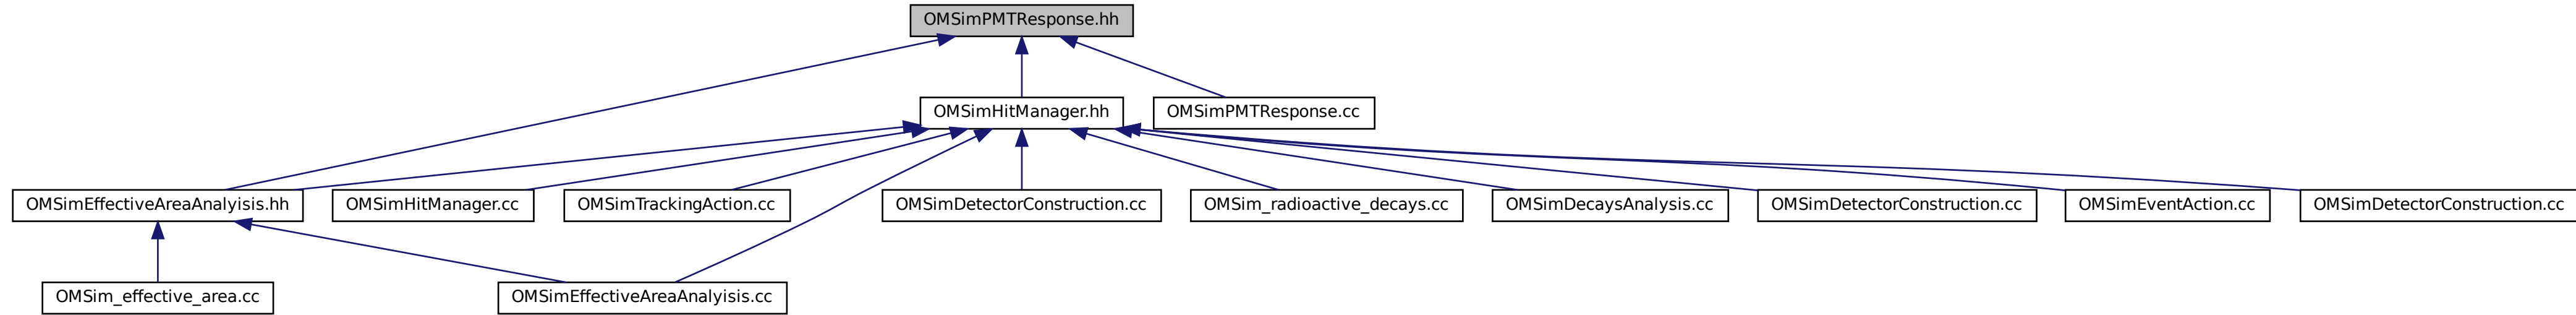 OMSimPMTResponse.hh
OMSimHitManager.hh
OMSimPMTResponse.cc
OMSimEffectiveAreaAnalyisis.hh
OMSimHitManager.cc
OMSimTrackingAction.cc
OMSimDetectorConstruction.cc
OMSim_radioactive_decays.cc
OMSimDecaysAnalysis.cc
OMSimDetectorConstruction.cc
OMSimEventAction.cc
OMSimDetectorConstruction.cc
OMSim_effective_area.cc
OMSimEffectiveAreaAnalyisis.cc